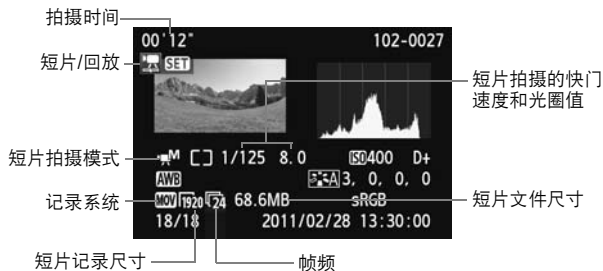 拍摄时间
00'12" 102-0027
短片/回放
SET
短片拍摄的快门
速度和光圈值
短片拍摄模式
M 1/125 8.0 ISO400 D+
AWB A 3, 0, 0, 0
记录系统
MOV 1920 24 68.6MB sRGB
短片文件尺寸
18/18 2011/02/28 13:30:00
短片记录尺寸
帧频